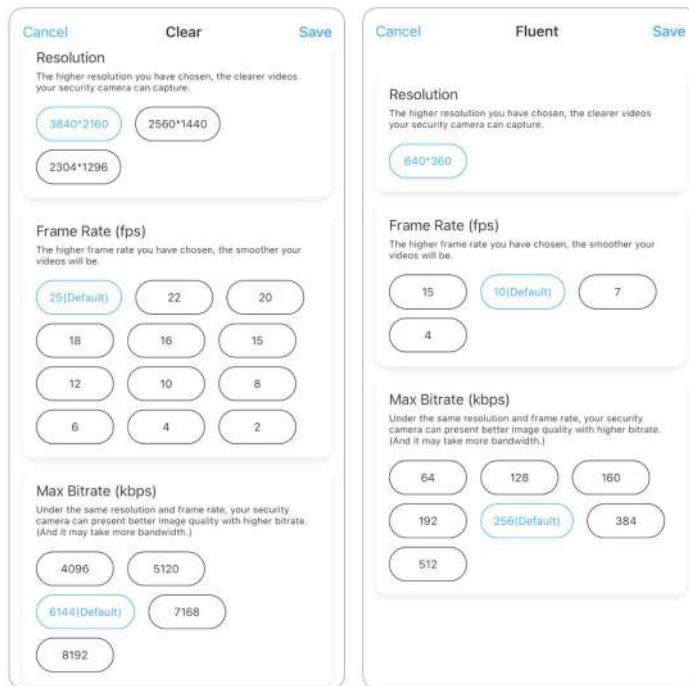 Cancel Clear Save
Resolution
The higher resolution you have chosen, the clearer videos
your security camera can capture.
3840*2160 2560*1440
2304*1296
Frame Rate (fps)
The higher frame rate you have chosen, the smoother your
videos will be.
25(Default) 22 20
18 16 15
12 10 8
6 4 2
Max Bitrate (kbps)
Under the same resolution and frame rate, your security
camera can present better image quality with higher bitrate.
(And it may take more bandwidth.)
4096 5120
6144(Default) 7168
8192
Cancel Fluent Save
Resolution
The higher resolution you have chosen, the clearer videos
your security camera can capture.
640*360
Frame Rate (fps)
The higher frame rate you have chosen, the smoother your
videos will be.
15 10(Default) 7
4
Max Bitrate (kbps)
Under the same resolution and frame rate, your security
camera can present better image quality with higher bitrate.
(And it may take more bandwidth.)
64 128 160
192 256(Default) 384
512